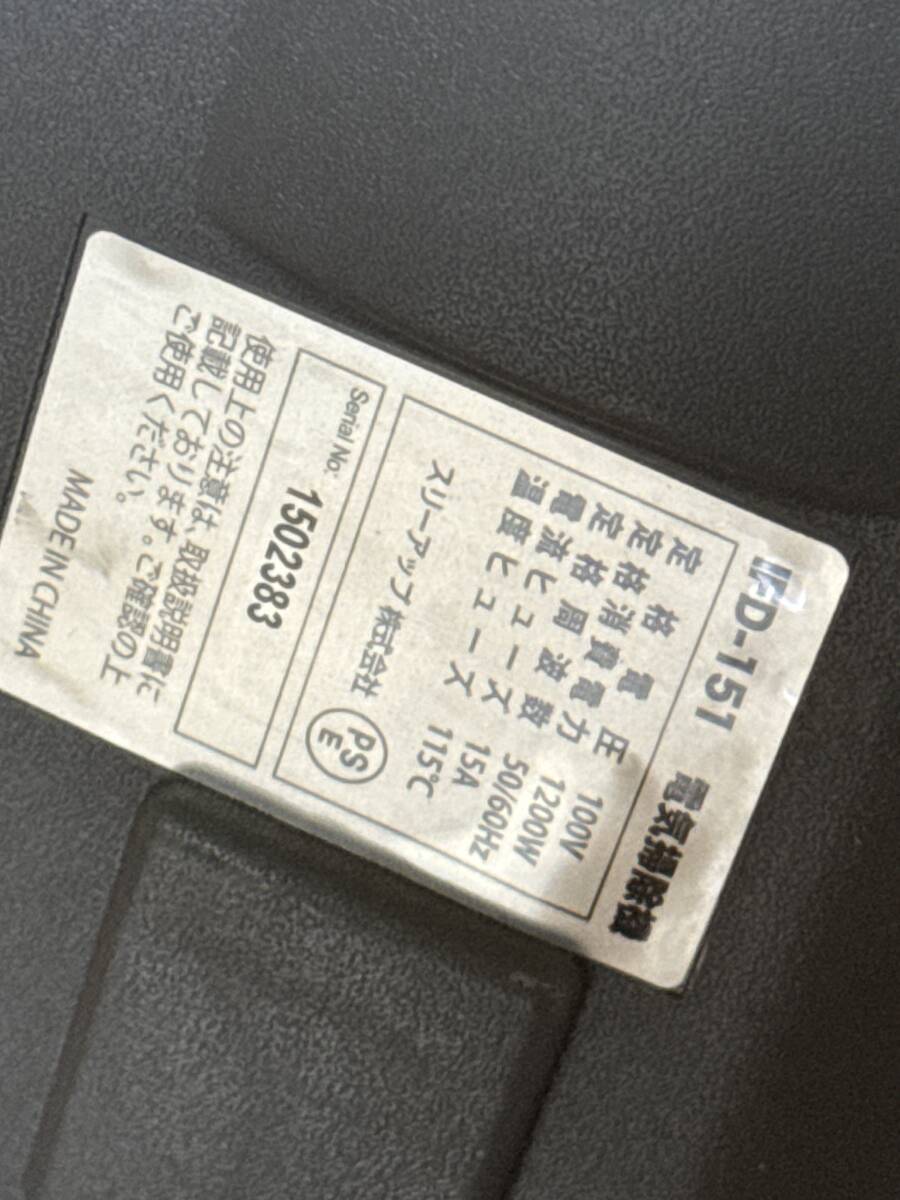 IFD-151 電気掃除機
定格電圧 100V
定格消費電力 1200W
定格周波数 50/60Hz
電流ヒューズ 15A
温度ヒューズ 115℃
スリーアップ株式会社 PSE
Serial No: 1502383
使用上の注意は、取扱説明書に
記載しております。ご確認の上
ご使用ください。
MADE IN CHINA